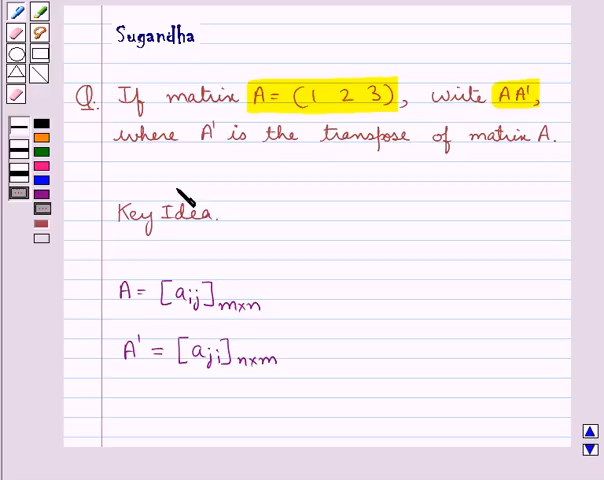 Sugandha
Q. If matrix A = (1 2 3), write AA',
where A' is the transpose of matrix A.
Key Idea.
A = [aij]m×n
A' = [aji]n×m